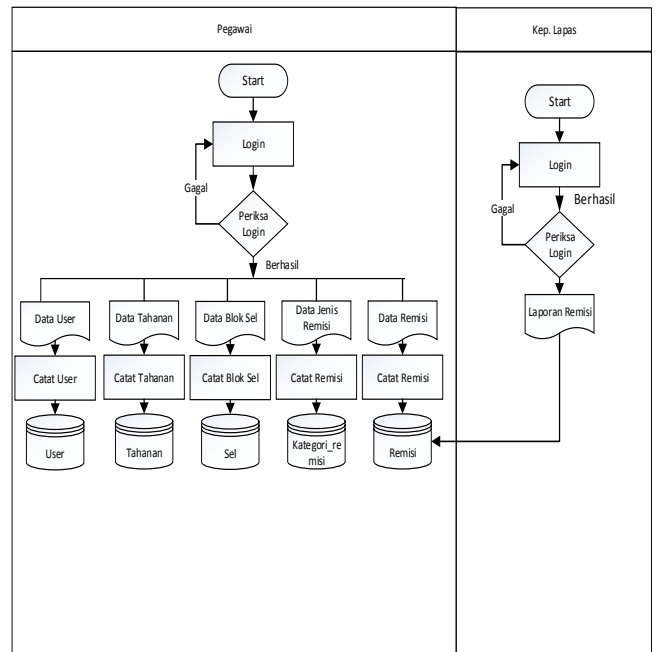 Pegawai
Kep. Lapas
Start
Login
Gagal
Periksa
Login
Berhasil
Data User
Data Tahanan
Data Blok Sel
Data Jenis
Remisi
Data Remisi
Catat User
Catat Tahanan
Catat Blok Sel
Catat Remisi
Catat Remisi
User
Tahanan
Sel
Kategori_re
misi
Remisi
Start
Login
Berhasil
Gagal
Periksa
Login
Laporan Remisi